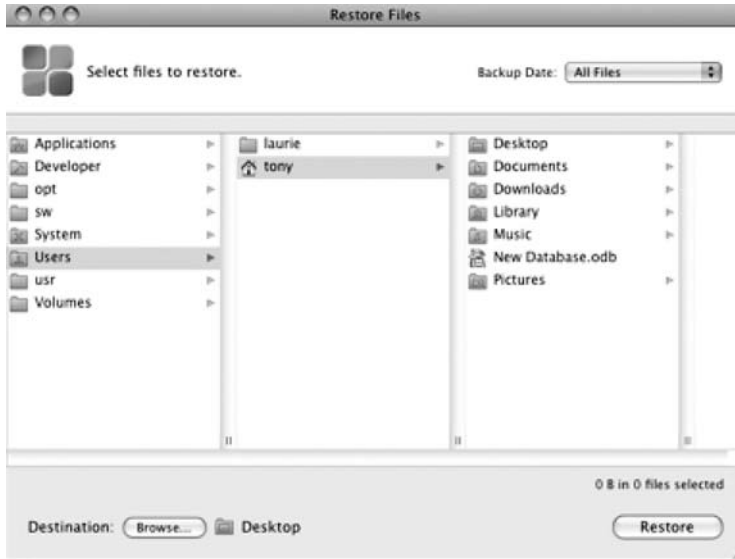 Restore Files
Select files to restore.
Backup Date: All Files
Applications
Developer
opt
sw
System
Users
usr
Volumes
laurie
tony
Desktop
Documents
Downloads
Library
Music
New Database.odb
Pictures
0 B in 0 files selected
Destination: Browse... Desktop
Restore